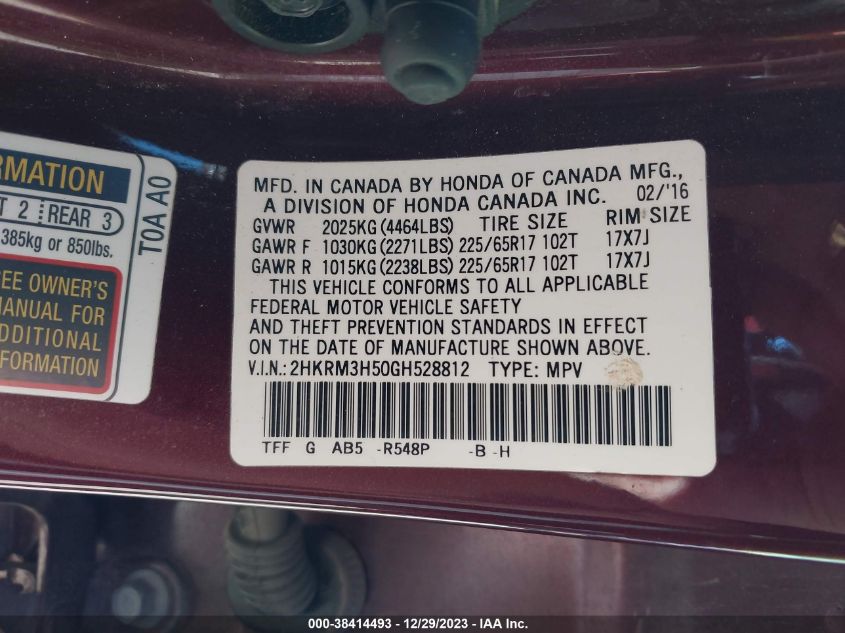 RMATION
T 2 REAR 3
385kg or 850lbs.
EE OWNER'S
MANUAL FOR
DDITIONAL
FORMATION
T0A A0
MFD. IN CANADA BY HONDA OF CANADA MFG.,
A DIVISION OF HONDA CANADA INC. 02/'16
GVWR 2025KG (4464LBS) TIRE SIZE RIM SIZE
GAWR F 1030KG (2271LBS) 225/65R17 102T 17X7J
GAWR R 1015KG (2238LBS) 225/65R17 102T 17X7J
THIS VEHICLE CONFORMS TO ALL APPLICABLE
FEDERAL MOTOR VEHICLE SAFETY
AND THEFT PREVENTION STANDARDS IN EFFECT
ON THE DATE OF MANUFACTURE SHOWN ABOVE.
V.I.N.: 2HKRM3H50GH528812 TYPE: MPV
TFF G AB5 -R548P -B -H
000-38414493 - 12/29/2023 - IAA Inc.